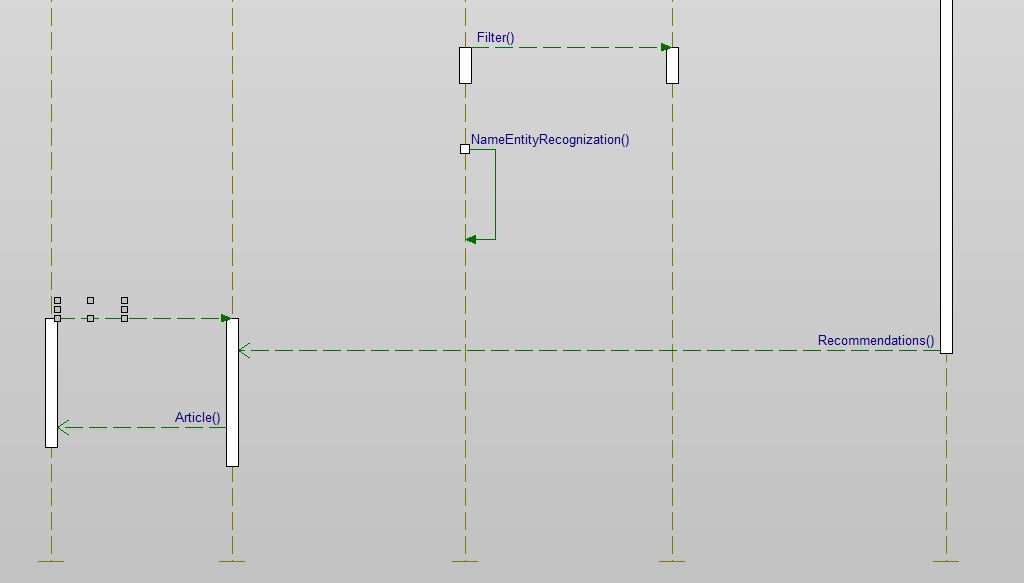 Filter()
NameEntityRecognization()
Recommendations()
Article()